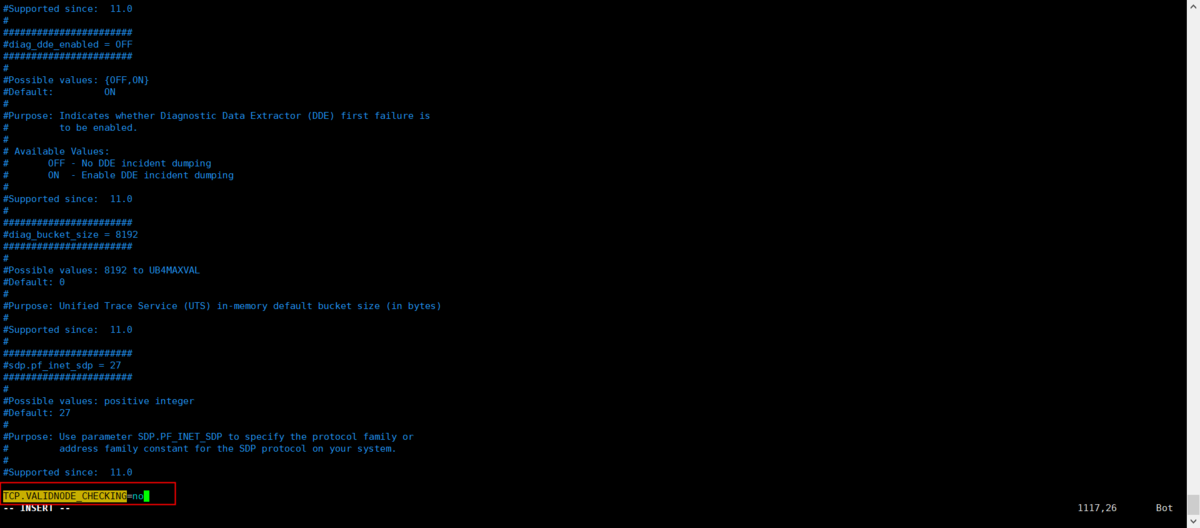 #Supported since:  11.0
#
#######################
#diag_dde_enabled = OFF
#######################
#
#Possible values: {OFF,ON}
#Default:         ON
#
#Purpose: Indicates whether Diagnostic Data Extractor (DDE) first failure is
#         to be enabled.
#
# Available Values:
#       OFF - No DDE incident dumping
#       ON  - Enable DDE incident dumping
#
#Supported since:  11.0
#
#######################
#diag_bucket_size = 8192
#######################
#
#Possible values: 8192 to UB4MAXVAL
#Default: 0
#
#Purpose: Unified Trace Service (UTS) in-memory default bucket size (in bytes)
#
#Supported since:  11.0
#
#######################
#sdp.pf_inet_sdp = 27
#######################
#
#Possible values: positive integer
#Default: 27
#
#Purpose: Use parameter SDP.PF_INET_SDP to specify the protocol family or
#         address family constant for the SDP protocol on your system.
#
#Supported since:  11.0
TCP.VALIDNODE_CHECKING=no
-- INSERT -- 1117,26 Bot